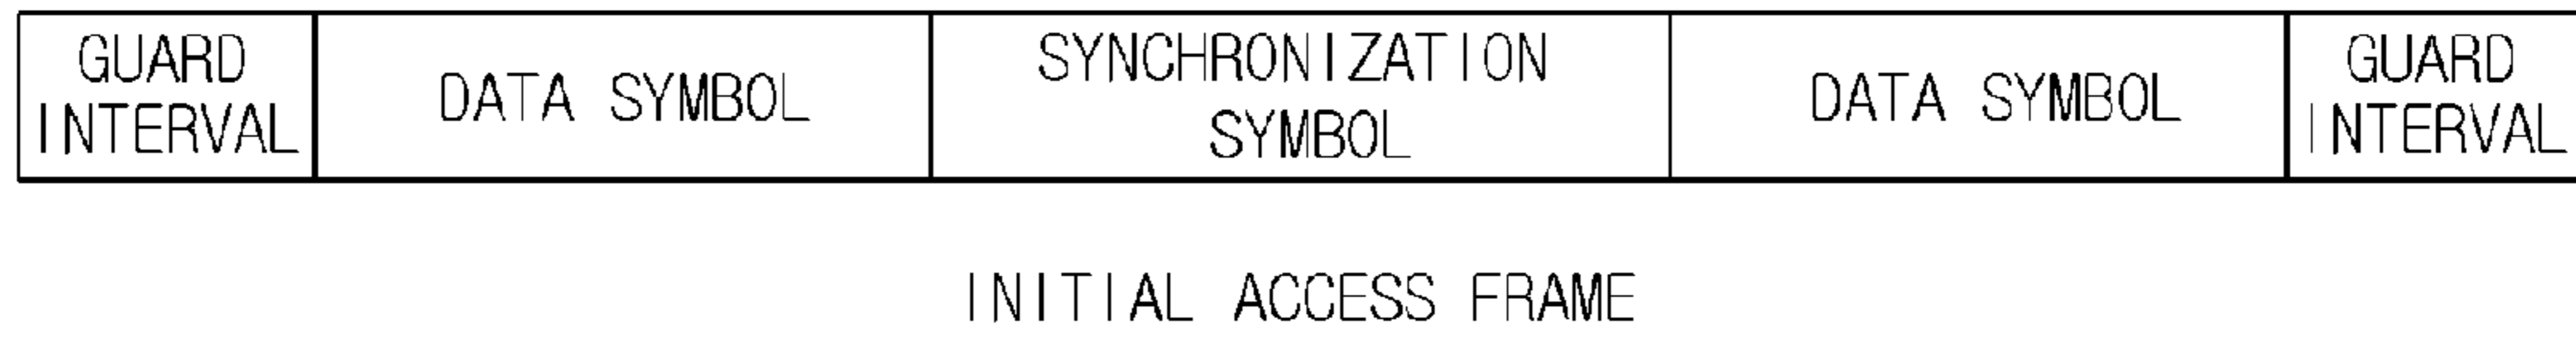 GUARD
INTERVAL
DATA SYMBOL
SYNCHRONIZATION
SYMBOL
DATA SYMBOL
GUARD
INTERVAL
INITIAL ACCESS FRAME